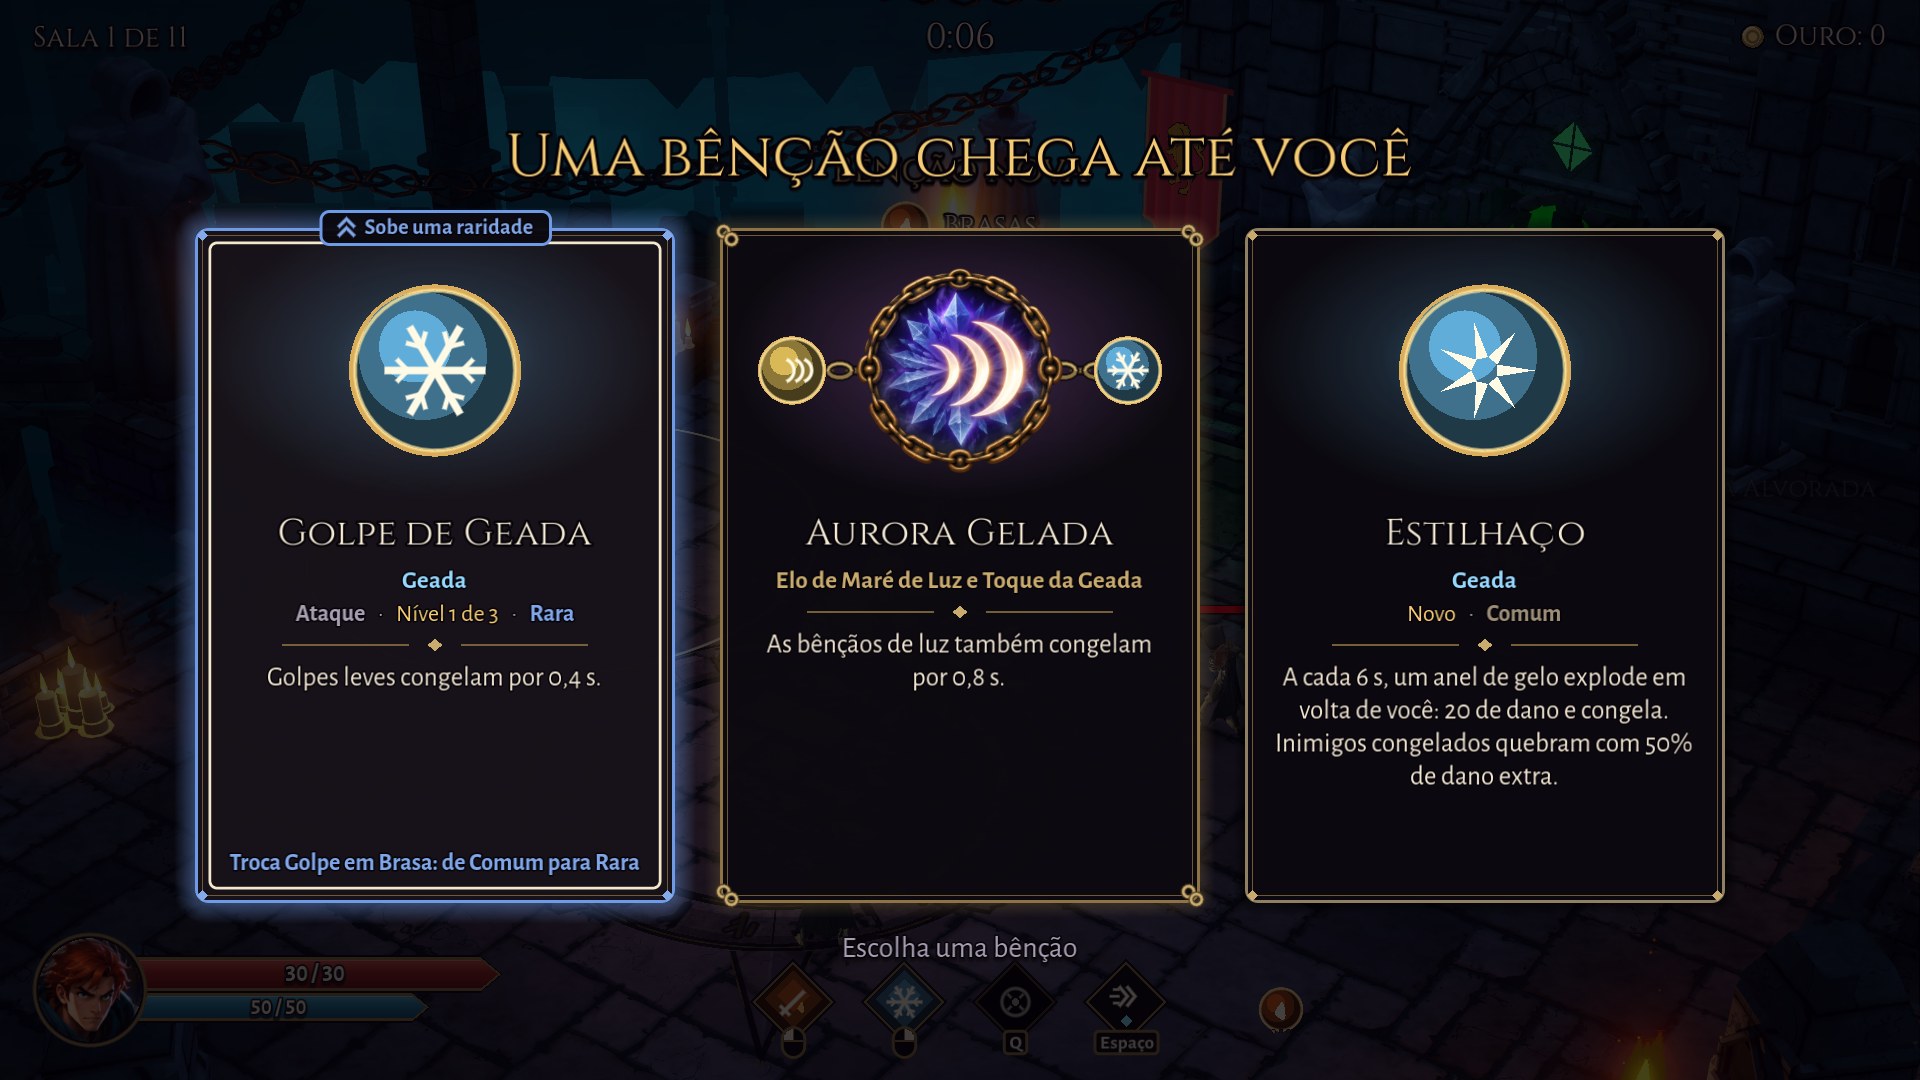 SALA 1 DE 11
0:06
OURO: 0
UMA BÊNÇÃO CHEGA ATÉ VOCÊ
BRASAS
Sobe uma raridade
GOLPE DE GEADA
Geada
Ataque · Nível 1 de 3 · Rara
Golpes leves congelam por 0,4 s.
Troca Golpe em Brasa: de Comum para Rara
AURORA GELADA
Elo de Maré de Luz e Toque da Geada
As bênçãos de luz também congelam
por 0,8 s.
ESTILHAÇO
Geada
Novo · Comum
A cada 6 s, um anel de gelo explode em
volta de você: 20 de dano e congela.
Inimigos congelados quebram com 50%
de dano extra.
ALVORADA
Escolha uma bênção
30/30
50/50
Q
Espaço